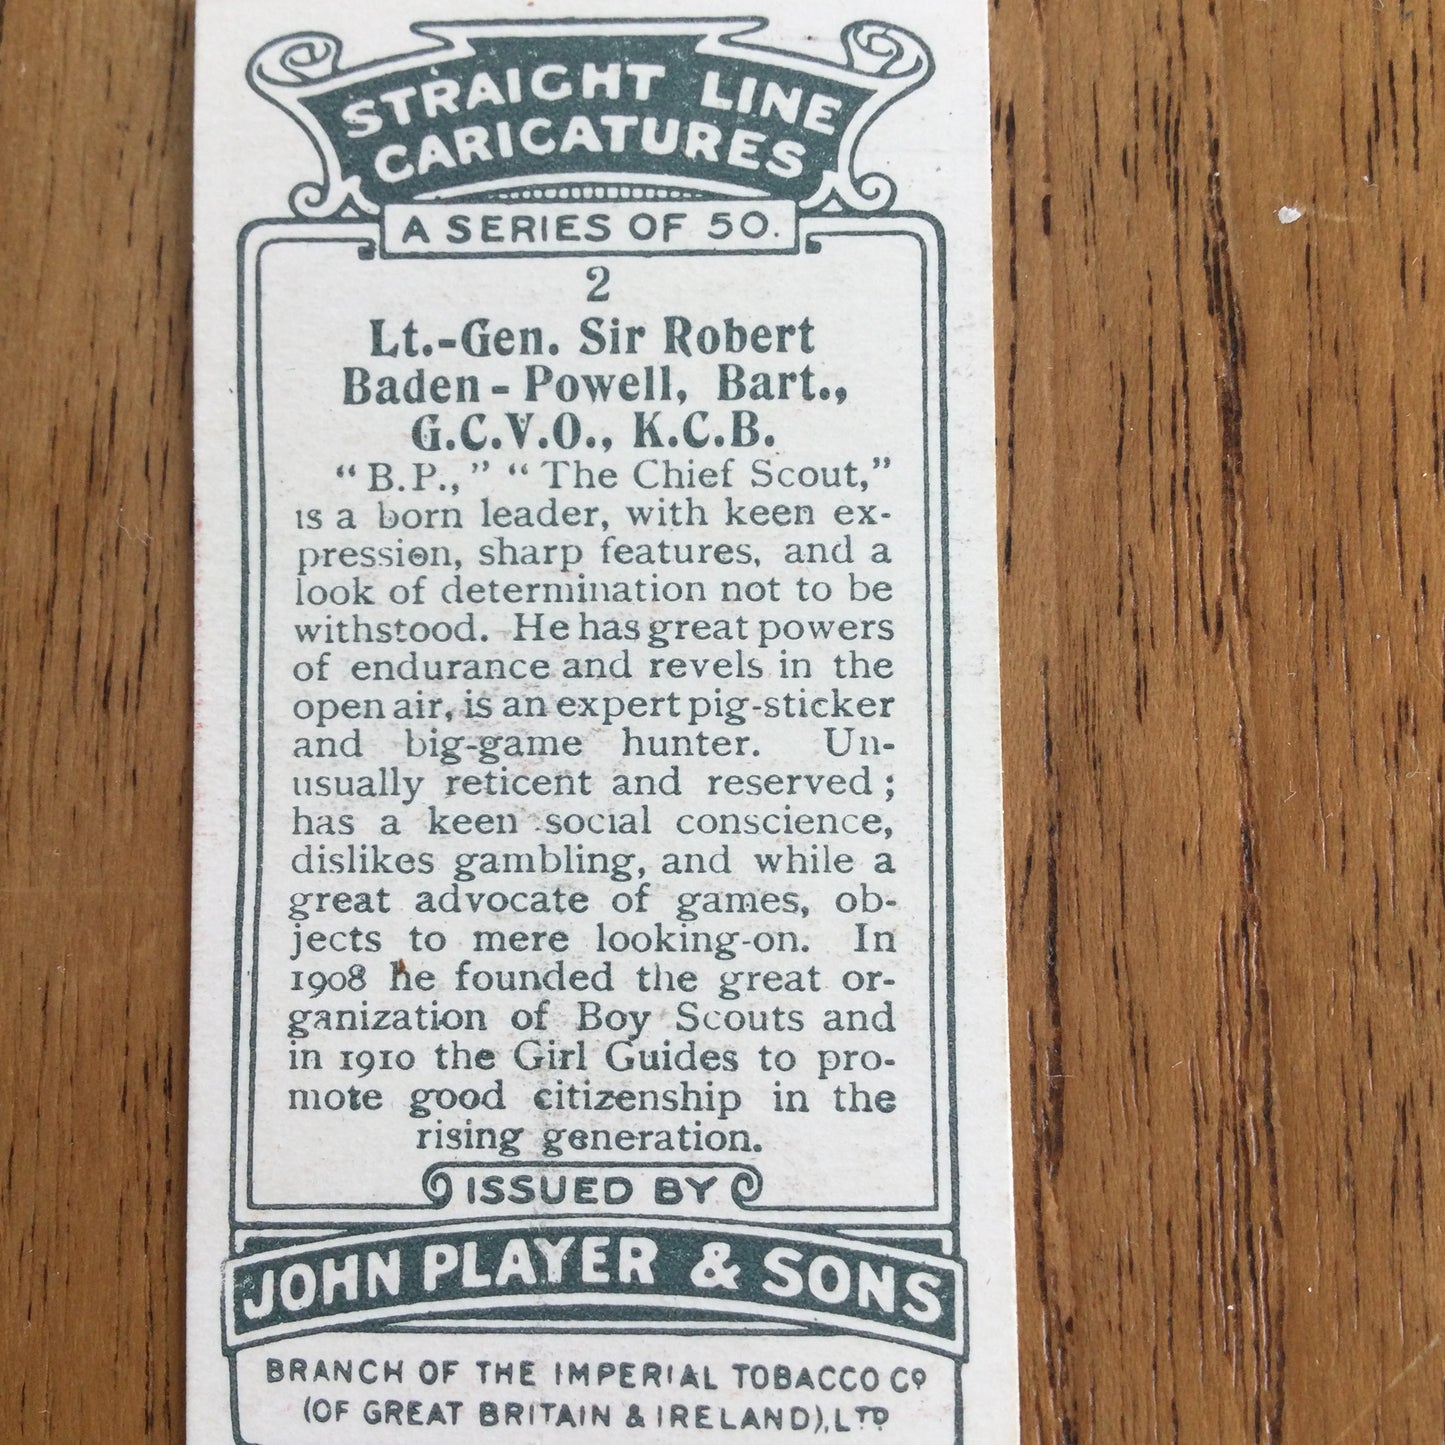 STRAIGHT LINE
CARICATURES
A SERIES OF 50.
2
Lt.-Gen. Sir Robert
Baden-Powell, Bart.,
G.C.V.O., K.C.B.
"B.P.," "The Chief Scout,"
is a born leader, with keen ex-
pression, sharp features, and a
look of determination not to be
withstood. He has great powers
of endurance and revels in the
open air, is an expert pig-sticker
and big-game hunter. Un-
usually reticent and reserved;
has a keen social conscience,
dislikes gambling, and while a
great advocate of games, ob-
jects to mere looking-on. In
1908 he founded the great or-
ganization of Boy Scouts and
in 1910 the Girl Guides to pro-
mote good citizenship in the
rising generation.
ISSUED BY
JOHN PLAYER & SONS
BRANCH OF THE IMPERIAL TOBACCO CO
(OF GREAT BRITAIN & IRELAND), LTD